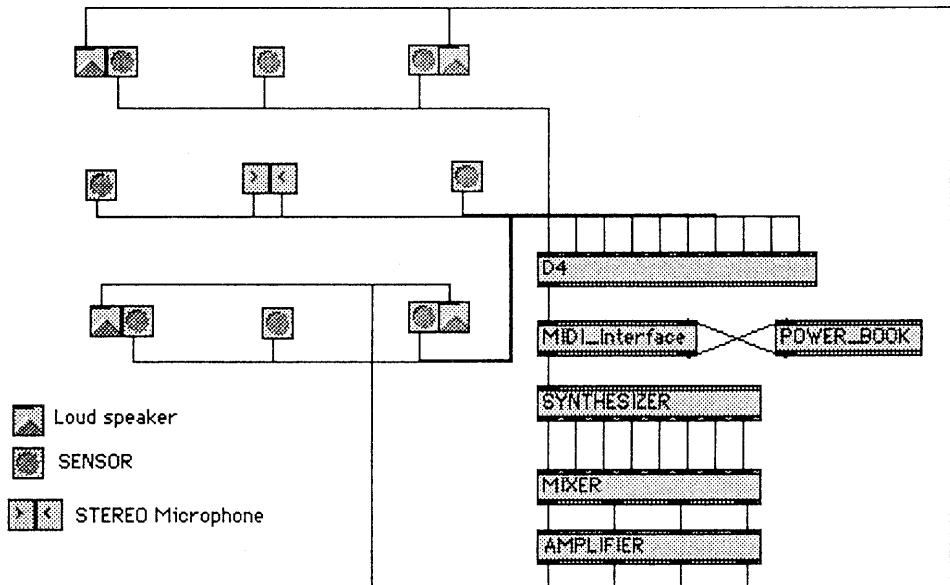 D4
MIDI_Interface
POWER_BOOK
SYNTHESIZER
Loud speaker
SENSOR
MIXER
STEREO Microphone
AMPLIFIER